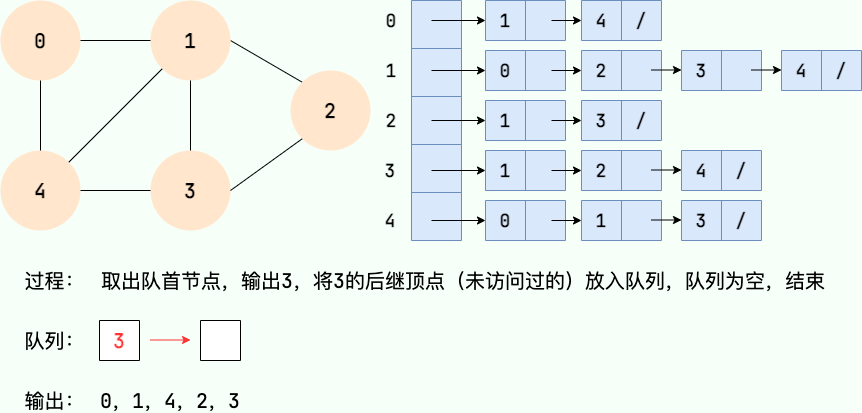 0 1 2 4 3
0 1 4 /
1 0 2 3 4 /
2 1 3 /
3 1 2 4 /
4 0 1 3 /
过程： 取出队首节点，输出3，将3的后继顶点（未访问过的）放入队列，队列为空，结束
队列： 3
输出： 0，1，4，2，3